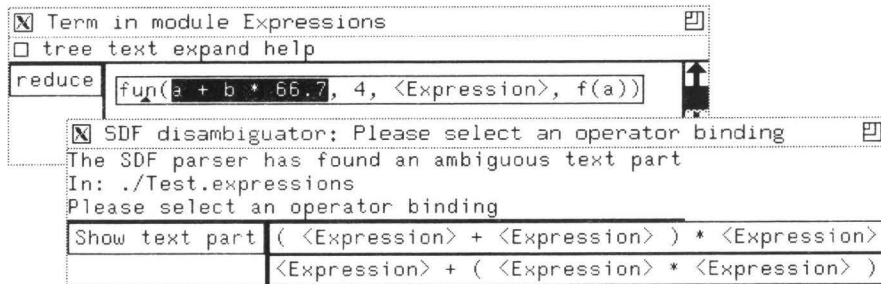 X Term in module Expressions
tree text expand help
reduce
fun(a + b * 66.7, 4, <Expression>, f(a))
X SDF disambiguator: Please select an operator binding
The SDF parser has found an ambiguous text part
In: ./Test.expressions
Please select an operator binding
Show text part ( <Expression> + <Expression> ) * <Expression>
<Expression> + ( <Expression> * <Expression> )